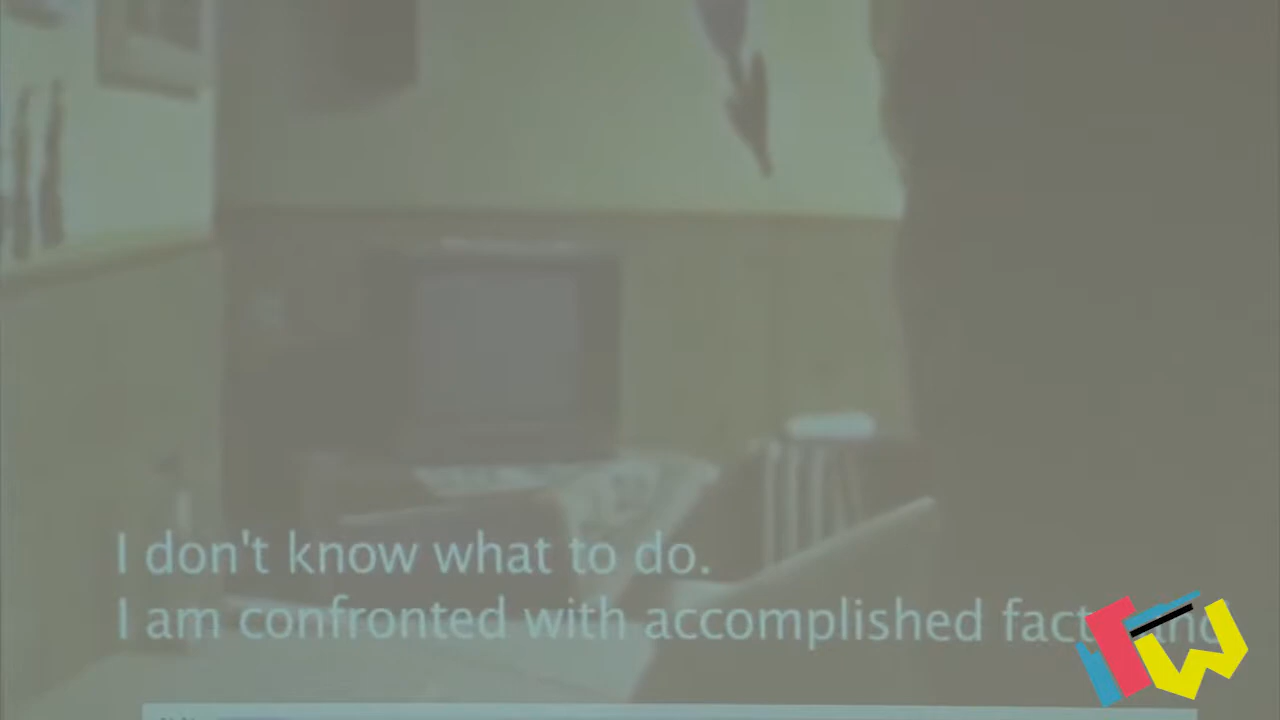 I don't know what to do.
I am confronted with accomplished fact